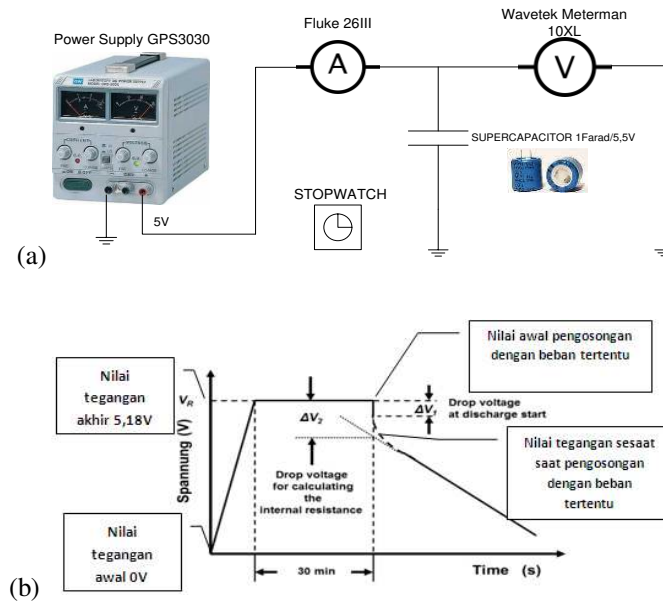 Power Supply GPS3030
Fluke 26III
Wavetek Meterman
10XL
A
V
SUPERCAPACITOR 1Farad/5,5V
STOPWATCH
5V
(a)
Nilai awal pengosongan
dengan beban tertentu
Nilai
tegangan
akhir 5,18V
V_R
ΔV₁
Drop voltage
at discharge start
ΔV₂
Spannung (V)
Drop voltage
for calculating
the
internal resistance
Nilai tegangan sesaat
saat pengosongan
dengan beban
tertentu
Nilai
tegangan
awal 0V
30 min
Time (s)
(b)